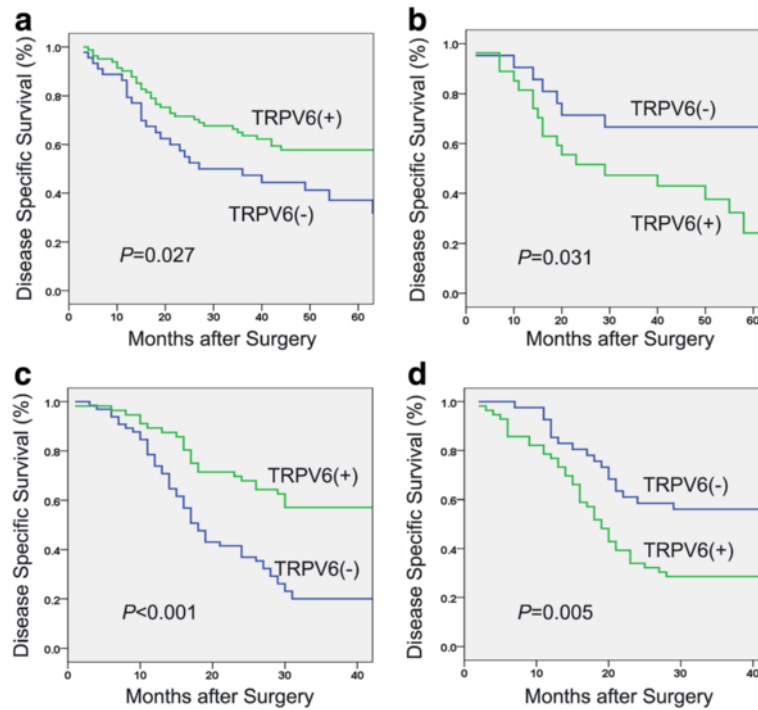 a
Disease Specific Survival (%)
1.0
0.8
0.6
0.4
0.2
0.0
TRPV6(+)
TRPV6(-)
P=0.027
0 10 20 30 40 50 60
Months after Surgery
b
Disease Specific Survival (%)
1.0
0.8
0.6
0.4
0.2
0.0
TRPV6(-)
TRPV6(+)
P=0.031
0 10 20 30 40 50 60
Months after Surgery
c
Disease Specific Survival (%)
1.0
0.8
0.6
0.4
0.2
0.0
TRPV6(+)
TRPV6(-)
P<0.001
0 10 20 30 40
Months after Surgery
d
Disease Specific Survival (%)
1.0
0.8
0.6
0.4
0.2
0.0
TRPV6(-)
TRPV6(+)
P=0.005
0 10 20 30 40
Months after Surgery